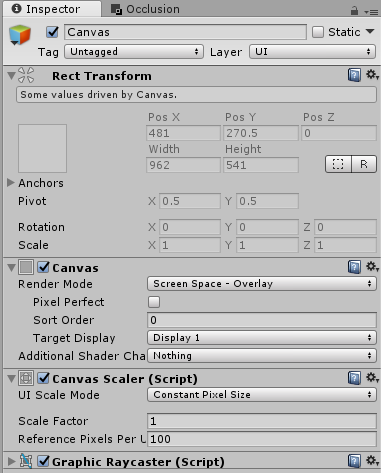 Inspector Occlusion
Canvas Static
Tag Untagged Layer UI
Rect Transform
Some values driven by Canvas.
Pos X Pos Y Pos Z
481 270.5 0
Width Height
962 541 R
Anchors
Pivot X 0.5 Y 0.5
Rotation X 0 Y 0 Z 0
Scale X 1 Y 1 Z 1
Canvas
Render Mode Screen Space - Overlay
Pixel Perfect
Sort Order 0
Target Display Display 1
Additional Shader Cha Nothing
Canvas Scaler (Script)
UI Scale Mode Constant Pixel Size
Scale Factor 1
Reference Pixels Per U 100
Graphic Raycaster (Script)